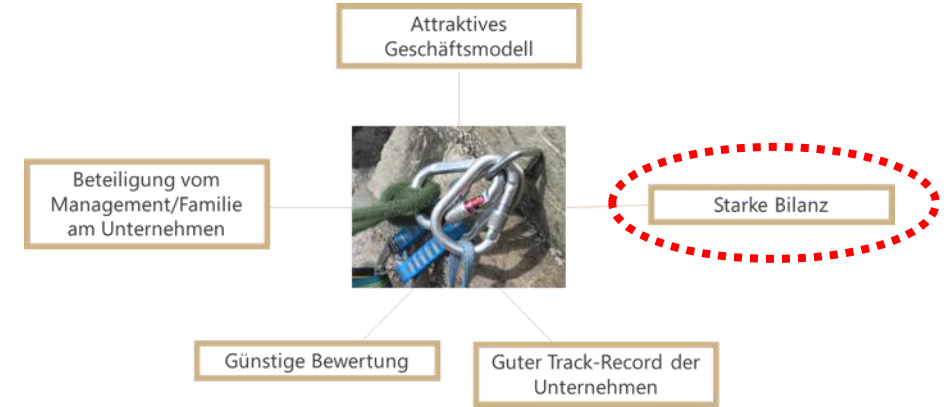 Attraktives
Geschäftsmodell
Beteiligung vom
Management/Familie
am Unternehmen
Starke Bilanz
Günstige Bewertung
Guter Track-Record der
Unternehmen